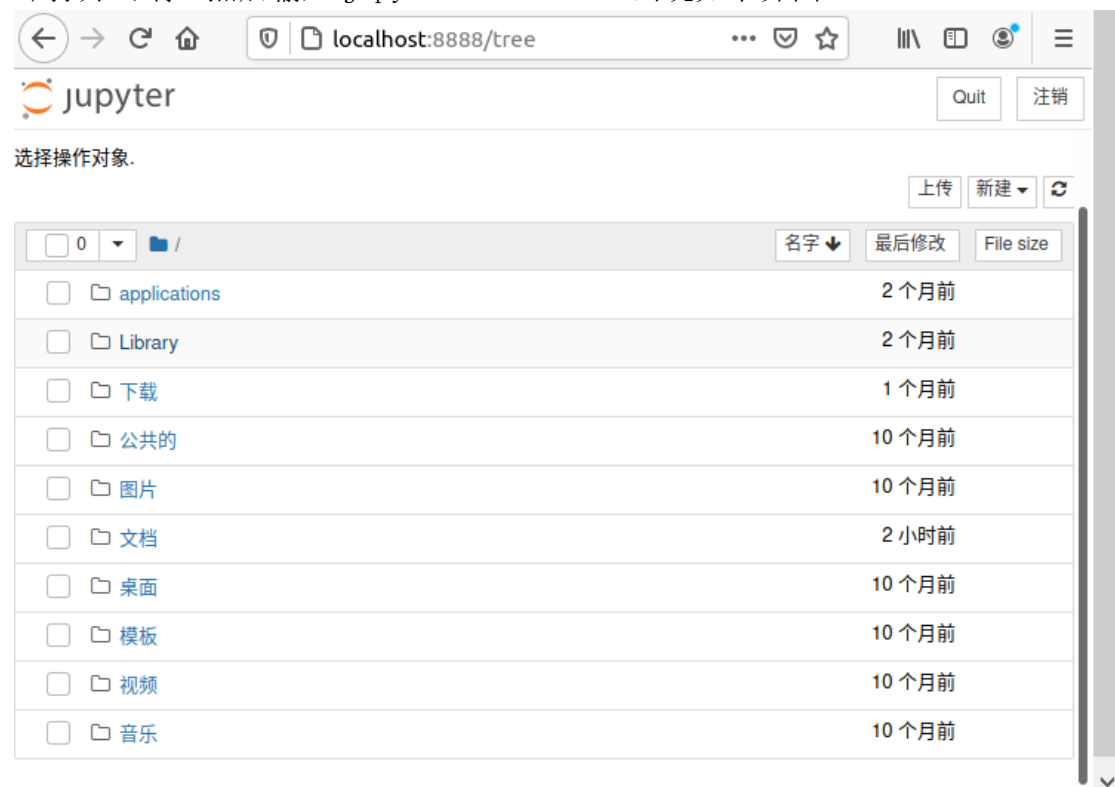 localhost:8888/tree
jupyter
Quit 注销
选择操作对象.
上传 新建
0 / 名字 最后修改 File size
applications 2 个月前
Library 2 个月前
下载 1 个月前
公共的 10 个月前
图片 10 个月前
文档 2 小时前
桌面 10 个月前
模板 10 个月前
视频 10 个月前
音乐 10 个月前